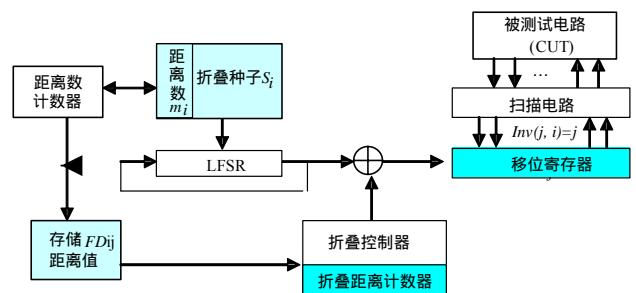 被测试电路
(CUT)
距离数
计数器
距
离
数
mi
折叠种子Si
...
扫描电路
Inv(j, i)=j
移位寄存器
LFSR
存储FDij
距离值
折叠控制器
折叠距离计数器